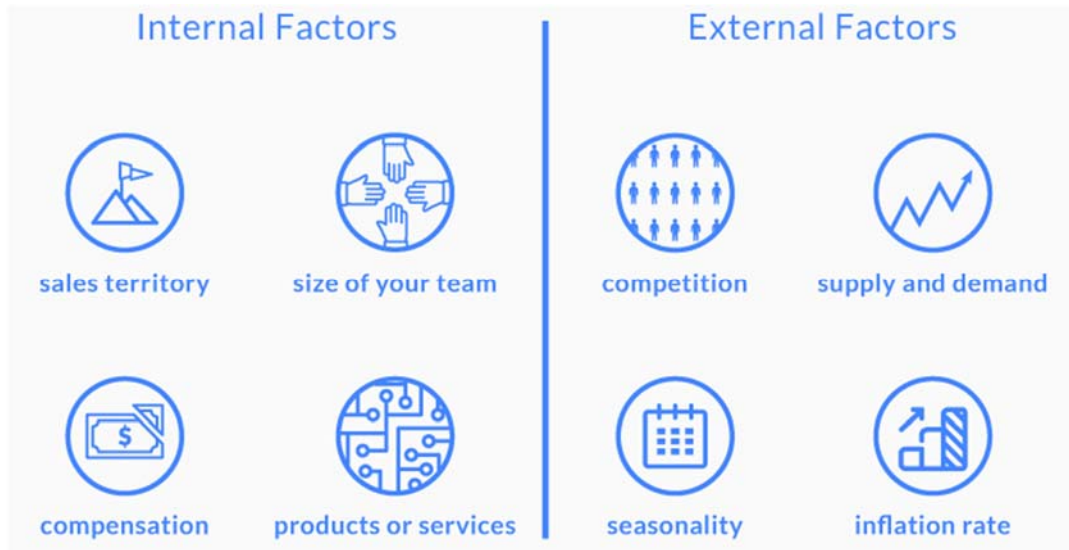 Internal Factors
External Factors
sales territory
size of your team
competition
supply and demand
$
compensation
products or services
seasonality
inflation rate